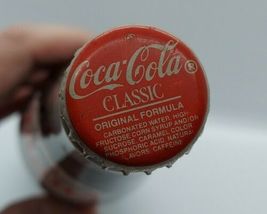 Coca-Cola®
CLASSIC
ORIGINAL FORMULA
CARBONATED WATER, HIGH
FRUCTOSE CORN SYRUP AND/OR
SUCROSE, CARAMEL COLOR
PHOSPHORIC ACID, NATURAL
FLAVORS, CAFFEINE